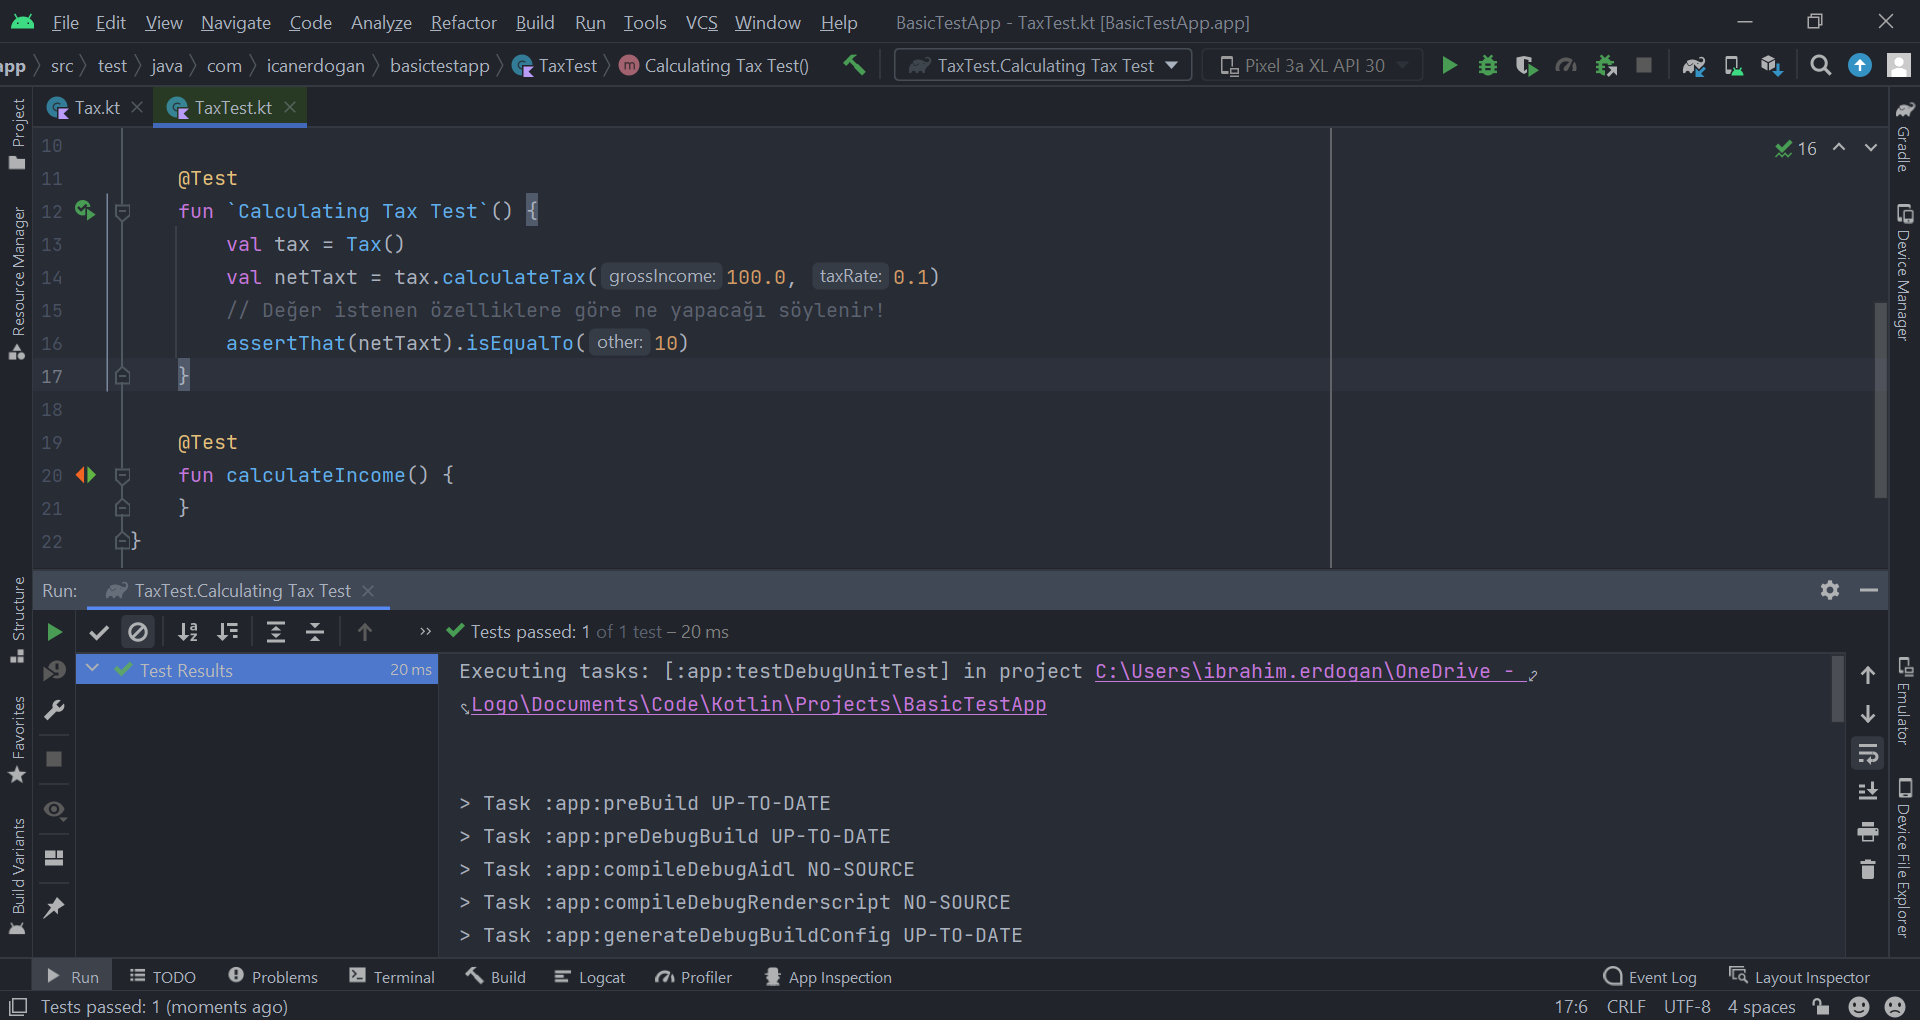 File Edit View Navigate Code Analyze Refactor Build Run Tools VCS Window Help BasicTestApp - TaxTest.kt [BasicTestApp.app]
app src test java com icanerdogan basictestapp TaxTest m Calculating Tax Test() TaxTest.Calculating Tax Test Pixel 3a XL API 30
Tax.kt TaxTest.kt
Project
Resource Manager
Structure
Favorites
Build Variants
10
11 @Test
12 fun `Calculating Tax Test`() {
13 val tax = Tax()
14 val netTaxt = tax.calculateTax( grossIncome: 100.0, taxRate: 0.1)
15 // Değer istenen özelliklere göre ne yapacağı söylenir!
16 assertThat(netTaxt).isEqualTo( other: 10)
17 }
18
19 @Test
20 fun calculateIncome() {
21 }
22 }
16
Gradle
Device Manager
Emulator
Device File Explorer
Run: TaxTest.Calculating Tax Test
Tests passed: 1 of 1 test – 20 ms
Test Results 20 ms
Executing tasks: [:app:testDebugUnitTest] in project C:\Users\ibrahim.erdogan\OneDrive -
Logo\Documents\Code\Kotlin\Projects\BasicTestApp
> Task :app:preBuild UP-TO-DATE
> Task :app:preDebugBuild UP-TO-DATE
> Task :app:compileDebugAidl NO-SOURCE
> Task :app:compileDebugRenderscript NO-SOURCE
> Task :app:generateDebugBuildConfig UP-TO-DATE
Run TODO Problems Terminal Build Logcat Profiler App Inspection Event Log Layout Inspector
Tests passed: 1 (moments ago) 17:6 CRLF UTF-8 4 spaces